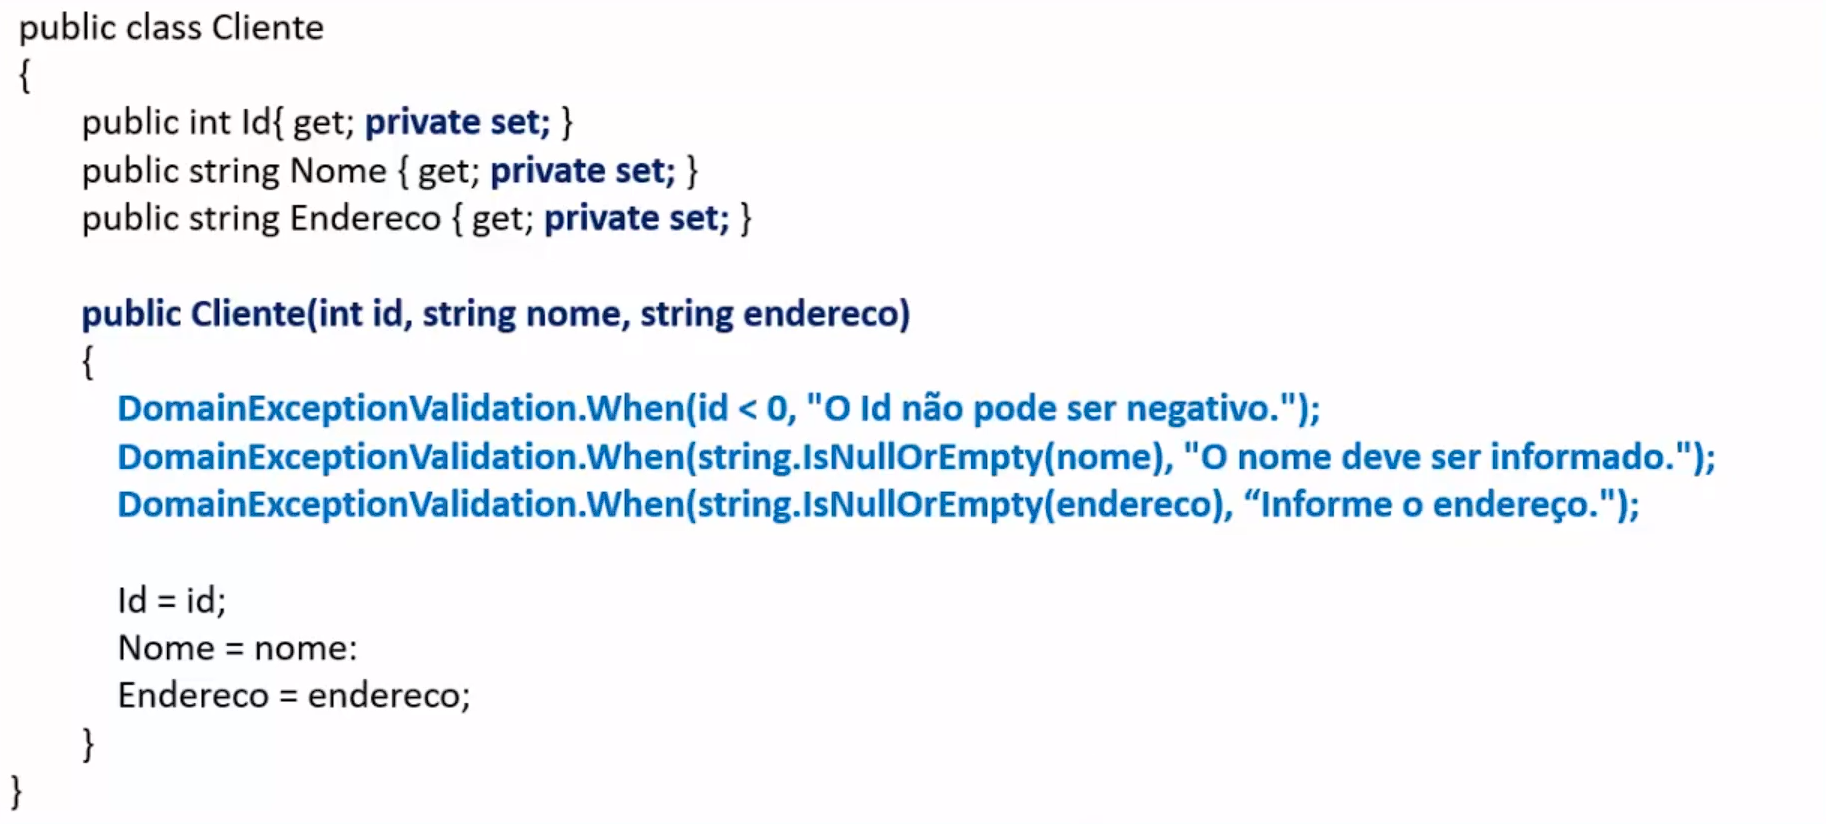 public class Cliente
{
public int Id{ get; private set; }
public string Nome { get; private set; }
public string Endereco { get; private set; }
public Cliente(int id, string nome, string endereco)
{
DomainExceptionValidation.When(id < 0, "O Id não pode ser negativo.");
DomainExceptionValidation.When(string.IsNullOrEmpty(nome), "O nome deve ser informado.");
DomainExceptionValidation.When(string.IsNullOrEmpty(endereco), “Informe o endereço.");
Id = id;
Nome = nome:
Endereco = endereco;
}
}